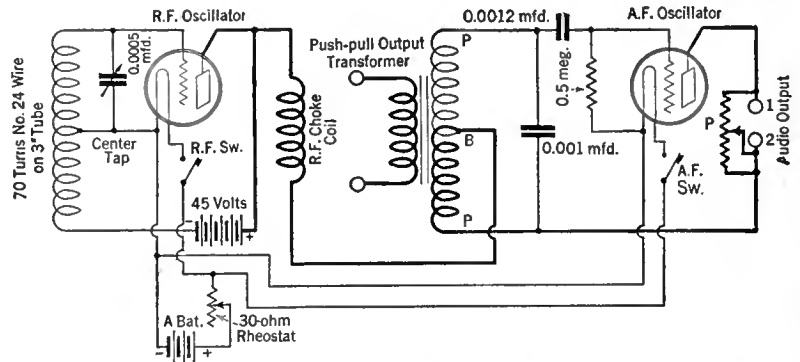 R.F. Oscillator
0.0012 mfd.
A.F. Oscillator
0.0005
mfd.
Push-pull Output
Transformer
P
0.5 meg.
70 Turns No. 24 Wire
on 3" Tube
Center
Tap
R.F. Sw.
R.F. Choke
Coil
B
0.001 mfd.
P
1
2
Audio Output
A.F.
Sw.
45 Volts
- +
P
A Bat.
30-ohm
Rheostat
- +